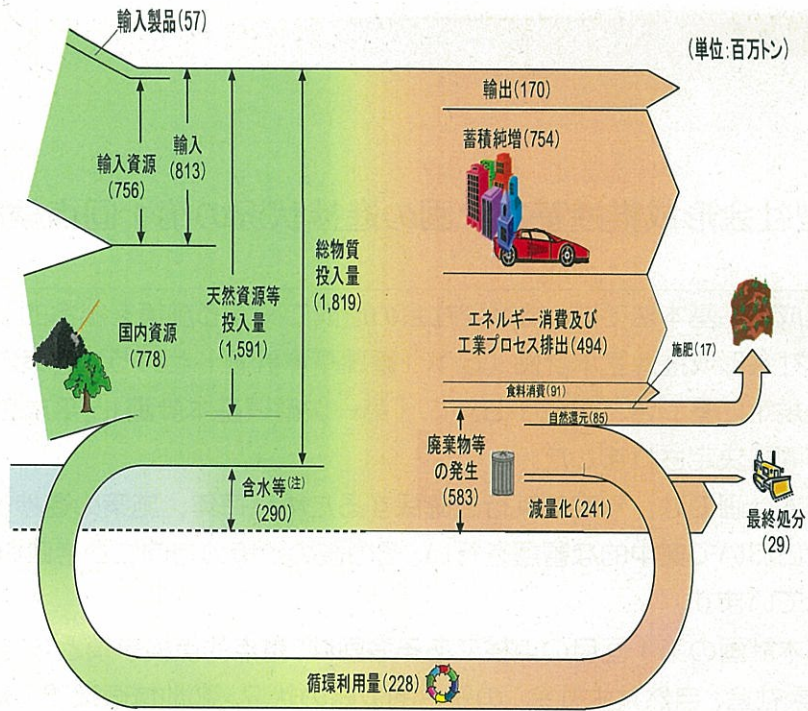 輸入製品(57)
(単位:百万トン)
輸入資源
(756)
輸入
(813)
国内資源
(778)
天然資源等
投入量
(1,591)
総物質
投入量
(1,819)
含水等(注)
(290)
輸出(170)
蓄積純増(754)
エネルギー消費及び
工業プロセス排出(494)
施肥(17)
食料消費(91)
自然還元(85)
廃棄物等
の発生
(583)
減量化(241)
最終処分
(29)
循環利用量(228)